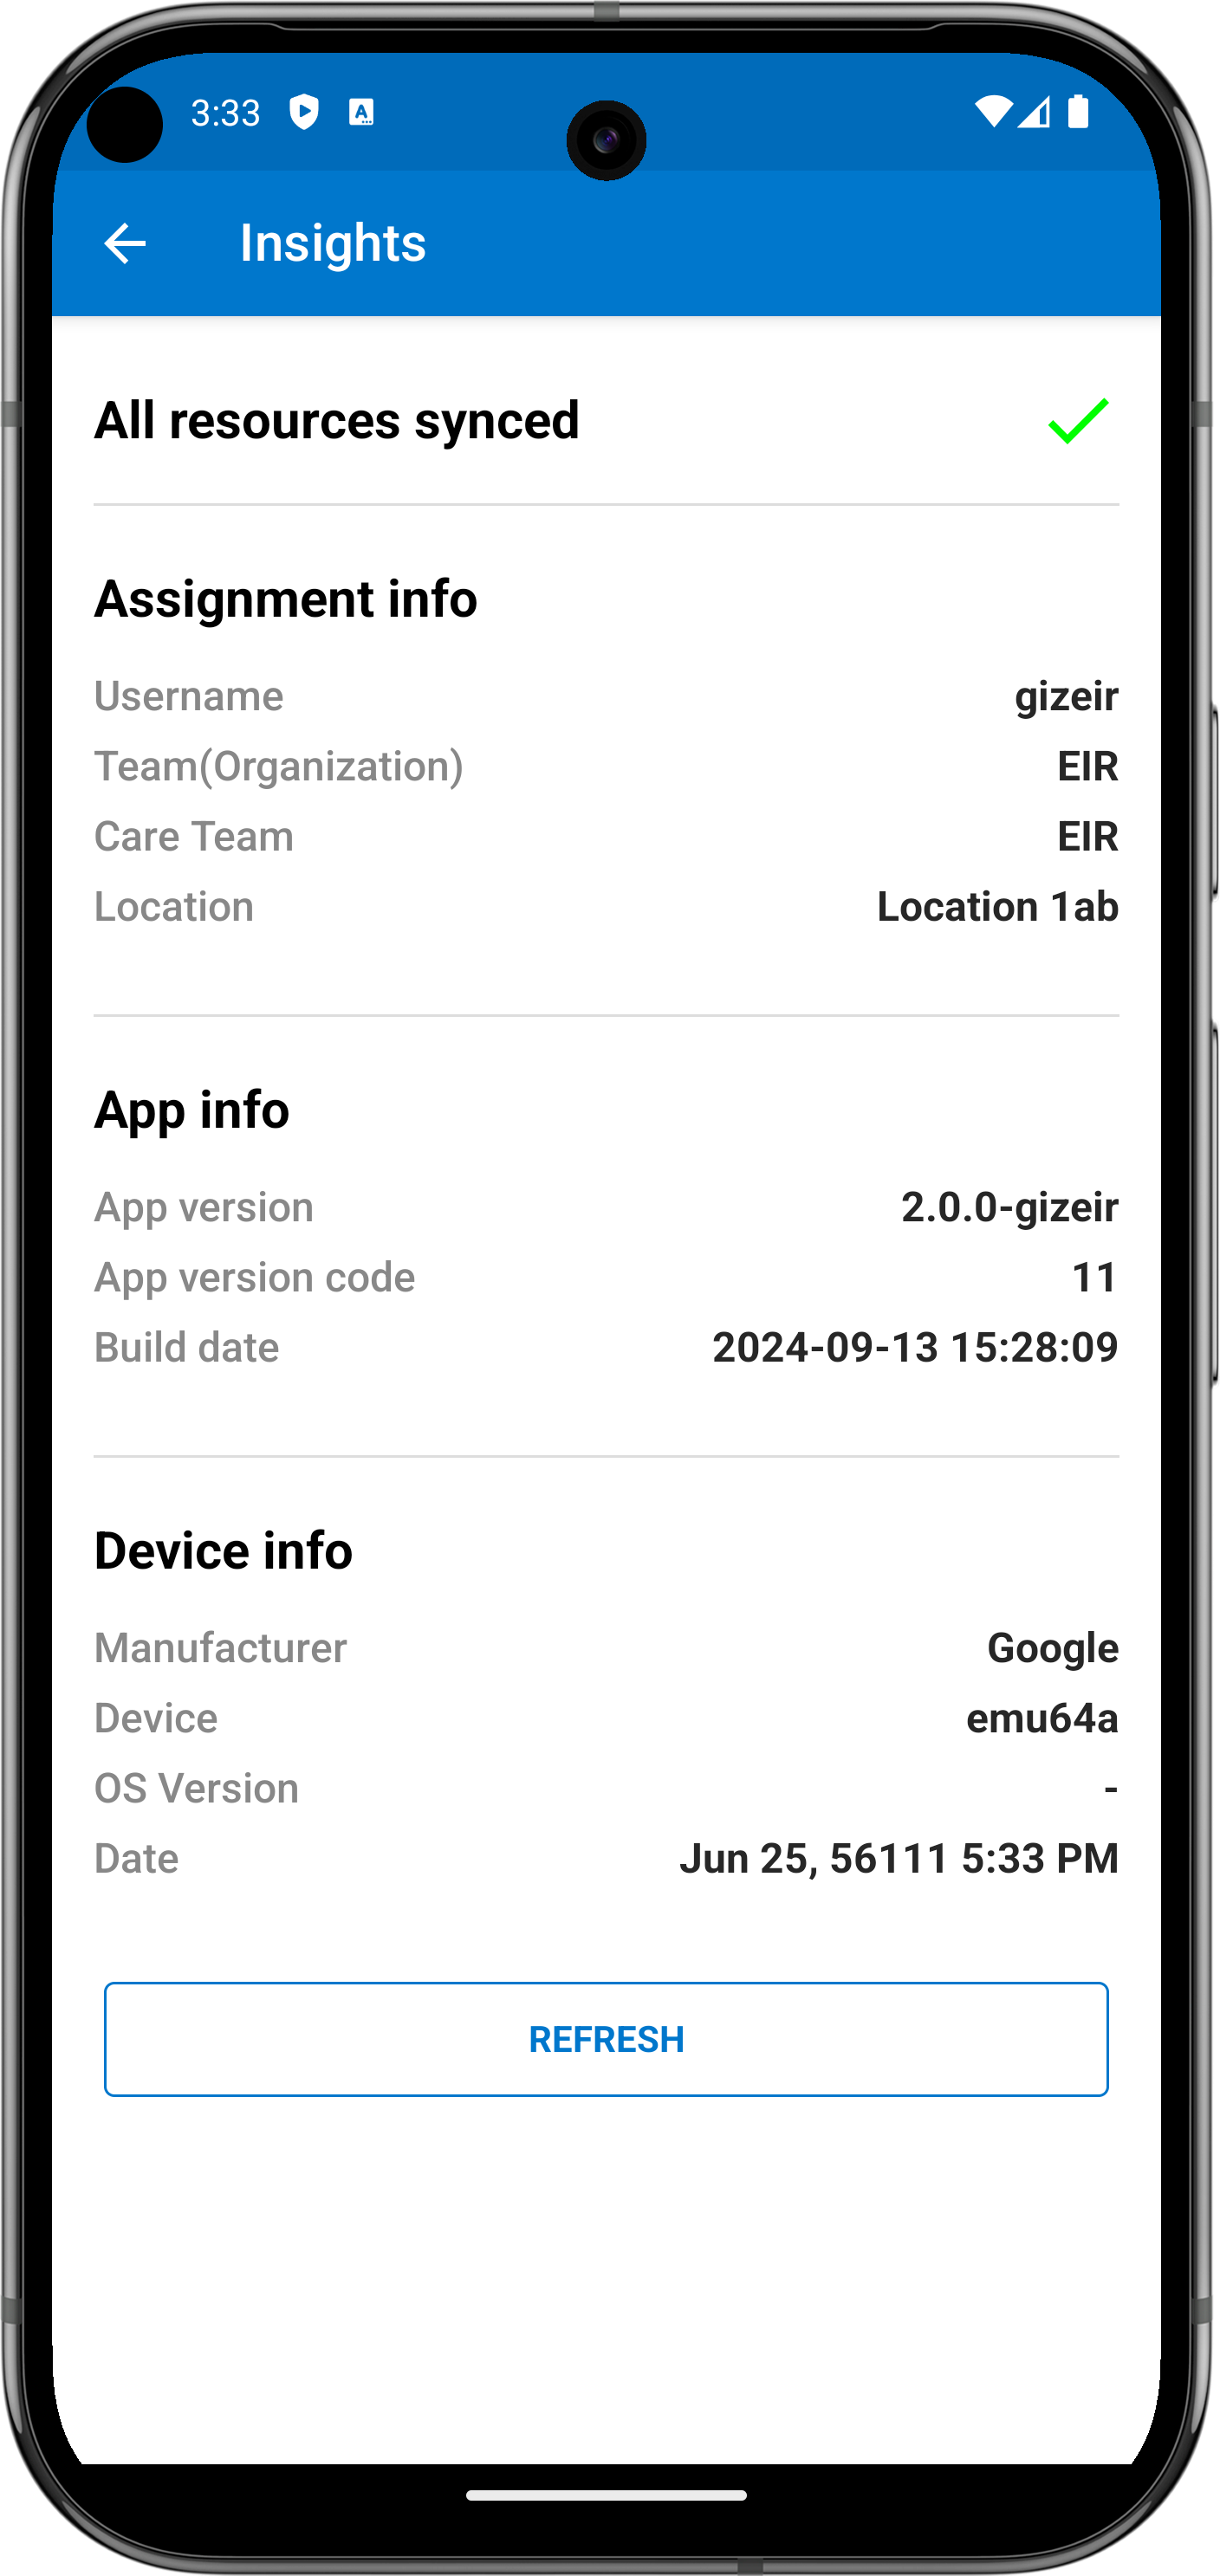 3:33
Insights
All resources synced
Assignment info
Username gizeir
Team(Organization) EIR
Care Team EIR
Location Location 1ab
App info
App version 2.0.0-gizeir
App version code 11
Build date 2024-09-13 15:28:09
Device info
Manufacturer Google
Device emu64a
OS Version -
Date Jun 25, 56111 5:33 PM
REFRESH